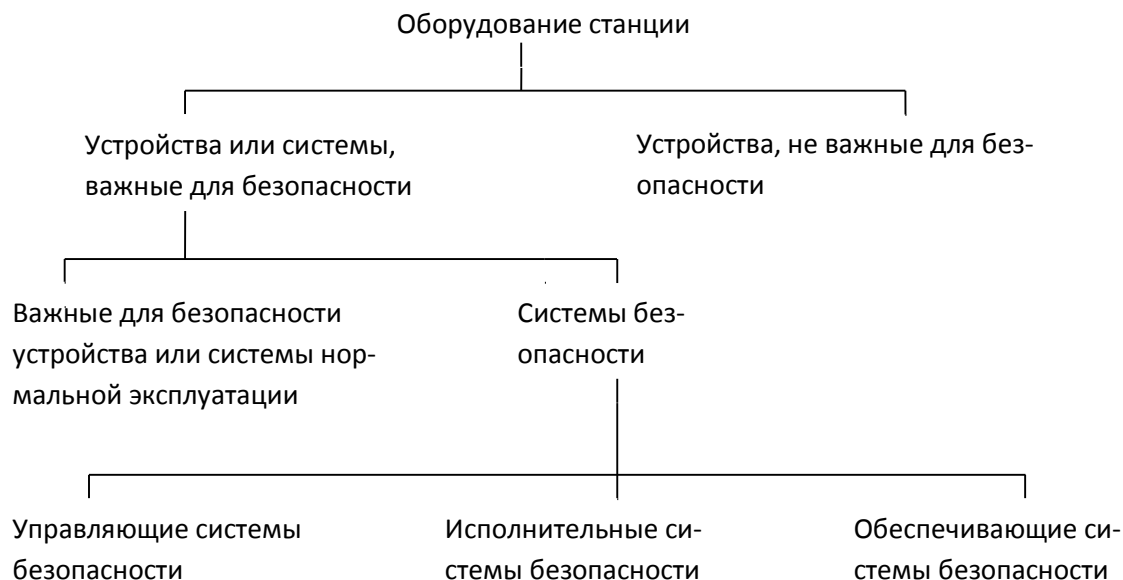 Оборудование станции
Устройства или системы,
важные для безопасности
Устройства, не важные для без-
опасности
Важные для безопасности
устройства или системы нор-
мальной эксплуатации
Системы без-
опасности
Управляющие системы
безопасности
Исполнительные си-
стемы безопасности
Обеспечивающие си-
стемы безопасности